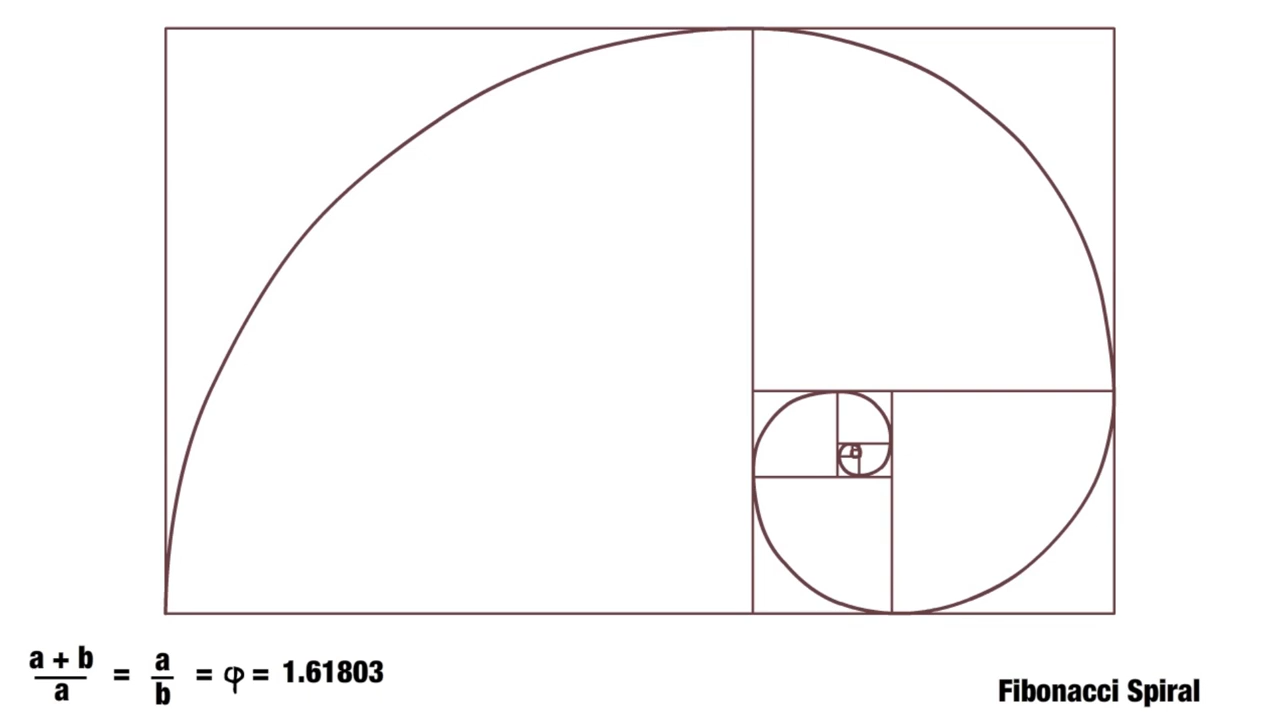 a + b / a = a / b = φ = 1.61803
Fibonacci Spiral